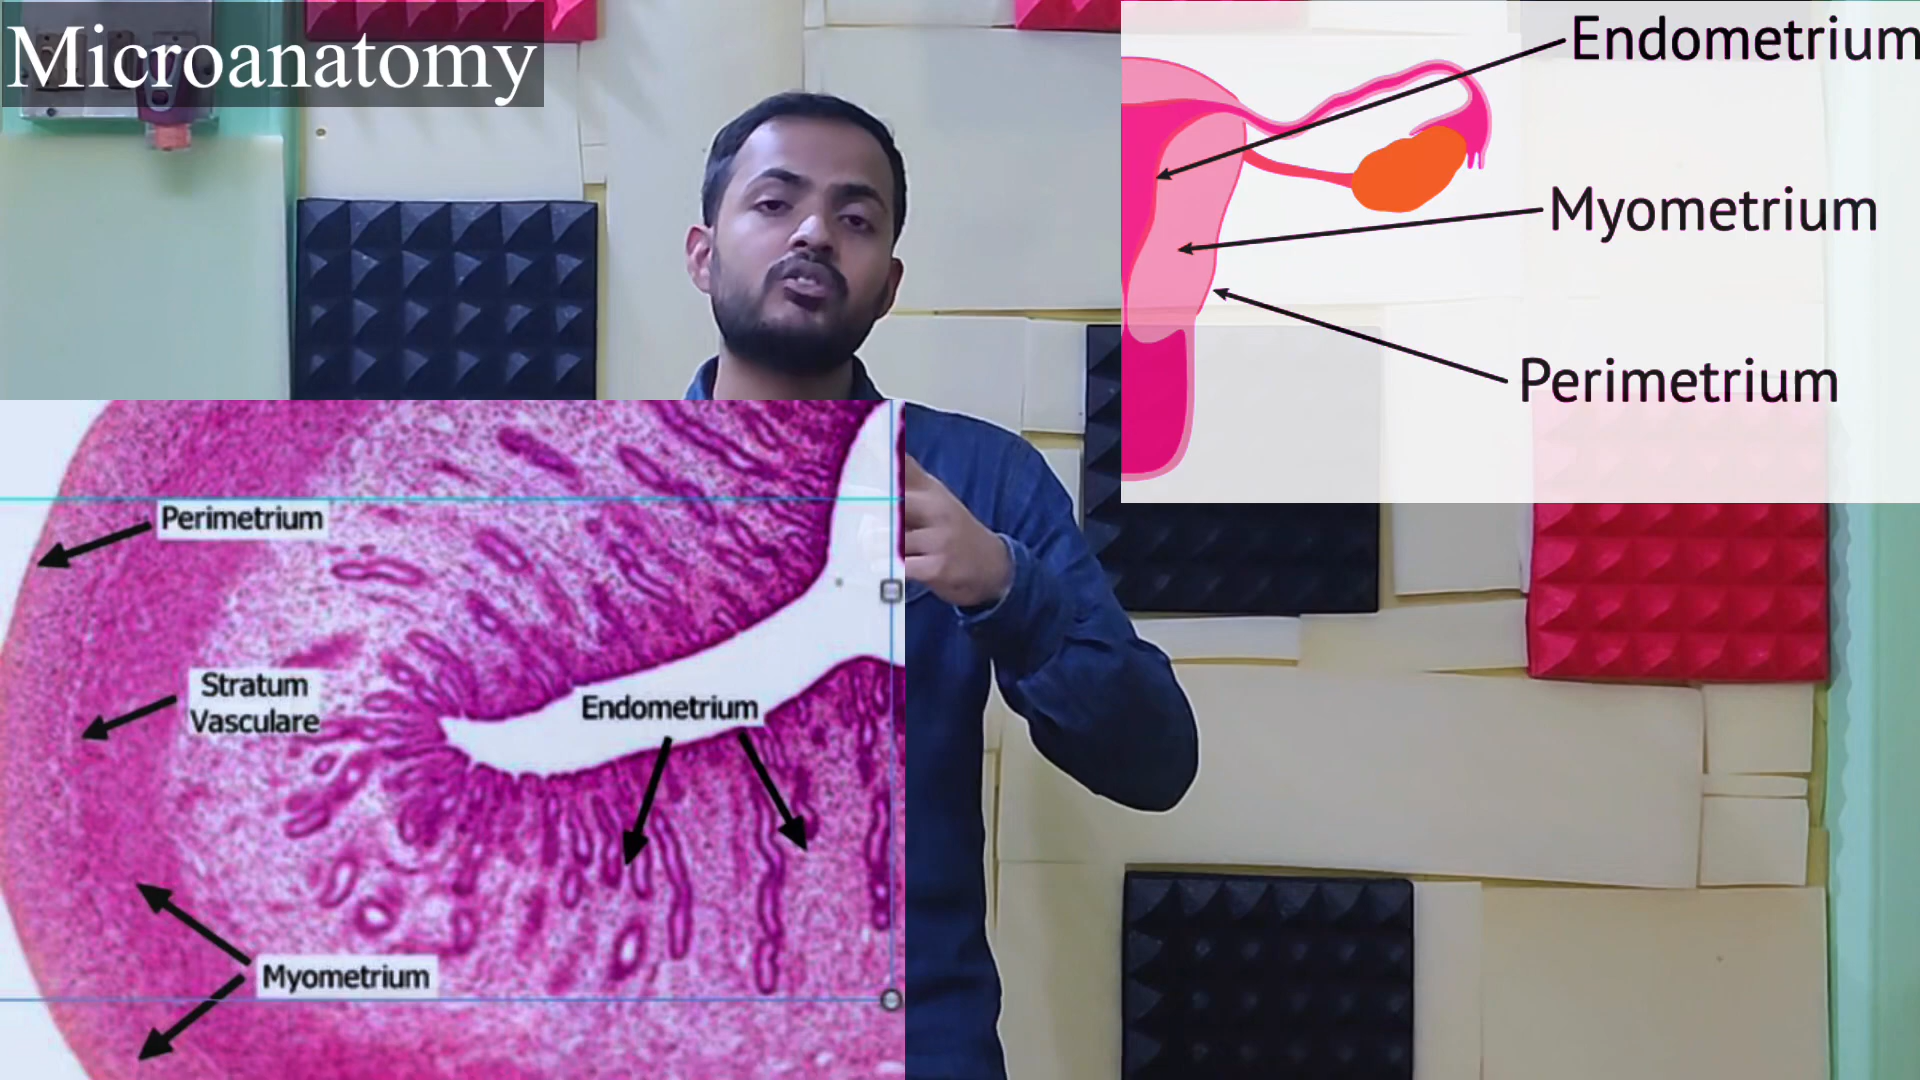 Microanatomy
Endometrium
Myometrium
Perimetrium
Perimetrium
Stratum
Vasculare
Endometrium
Myometrium